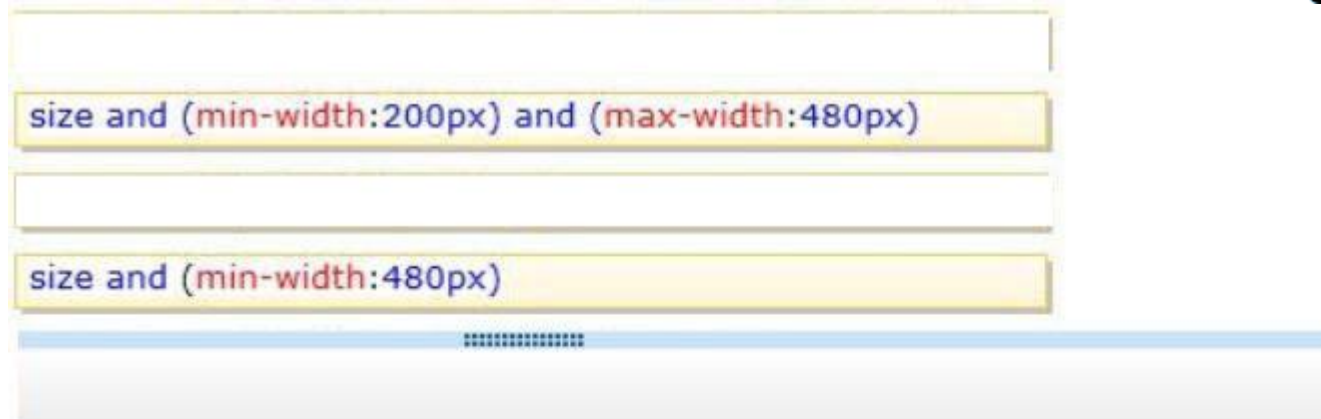 size and (min-width:200px) and (max-width:480px)
size and (min-width:480px)